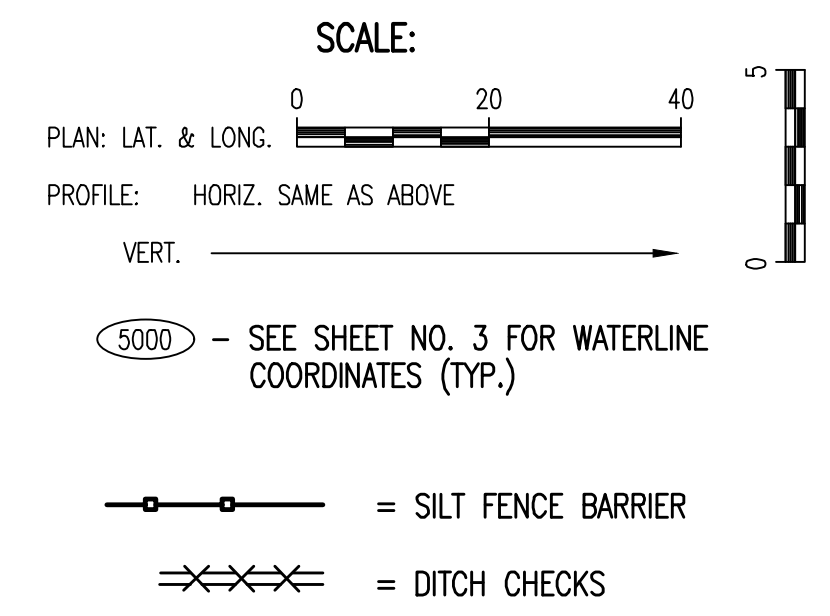 SCALE:
0 20 40
PLAN: LAT. & LONG.
PROFILE: HORIZ. SAME AS ABOVE
VERT.
5
0
5000 - SEE SHEET NO. 3 FOR WATERLINE
COORDINATES (TYP.)
= SILT FENCE BARRIER
= DITCH CHECKS